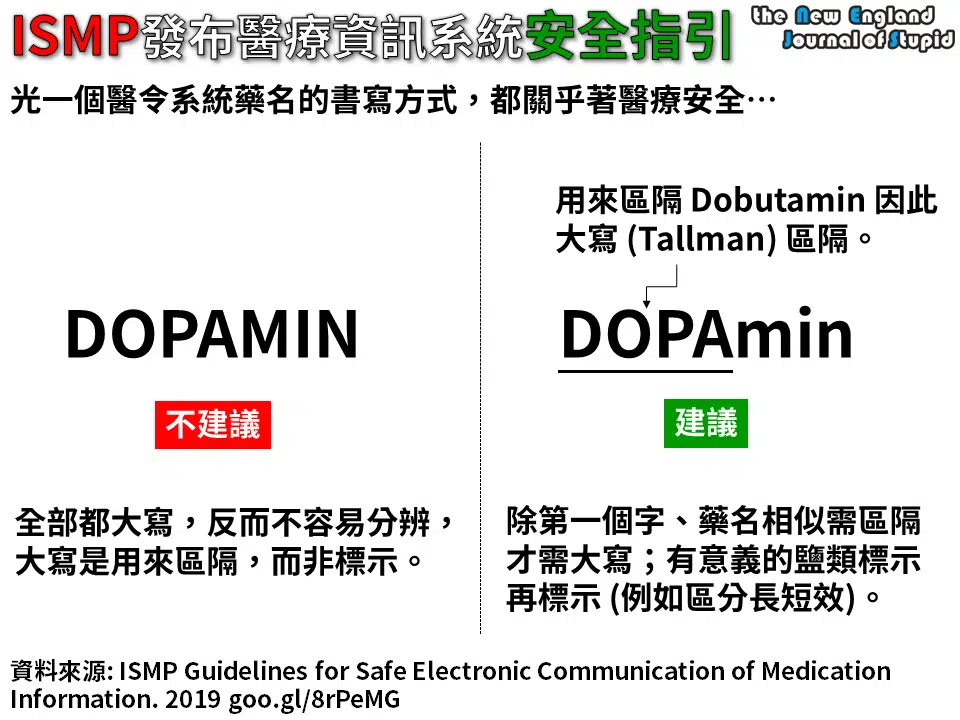 ISMP發布醫療資訊系統安全指引
the New England
Journal of Stupid
光一個醫令系統藥名的書寫方式，都關乎著醫療安全…
用來區隔 Dobutamin 因此
大寫 (Tallman) 區隔。
DOPAMIN
DOPAmin
不建議
建議
全部都大寫，反而不容易分辨，
大寫是用來區隔，而非標示。
除第一個字、藥名相似需區隔
才需大寫；有意義的鹽類標示
再標示 (例如區分長短效)。
資料來源: ISMP Guidelines for Safe Electronic Communication of Medication
Information. 2019 goo.gl/8rPeMG